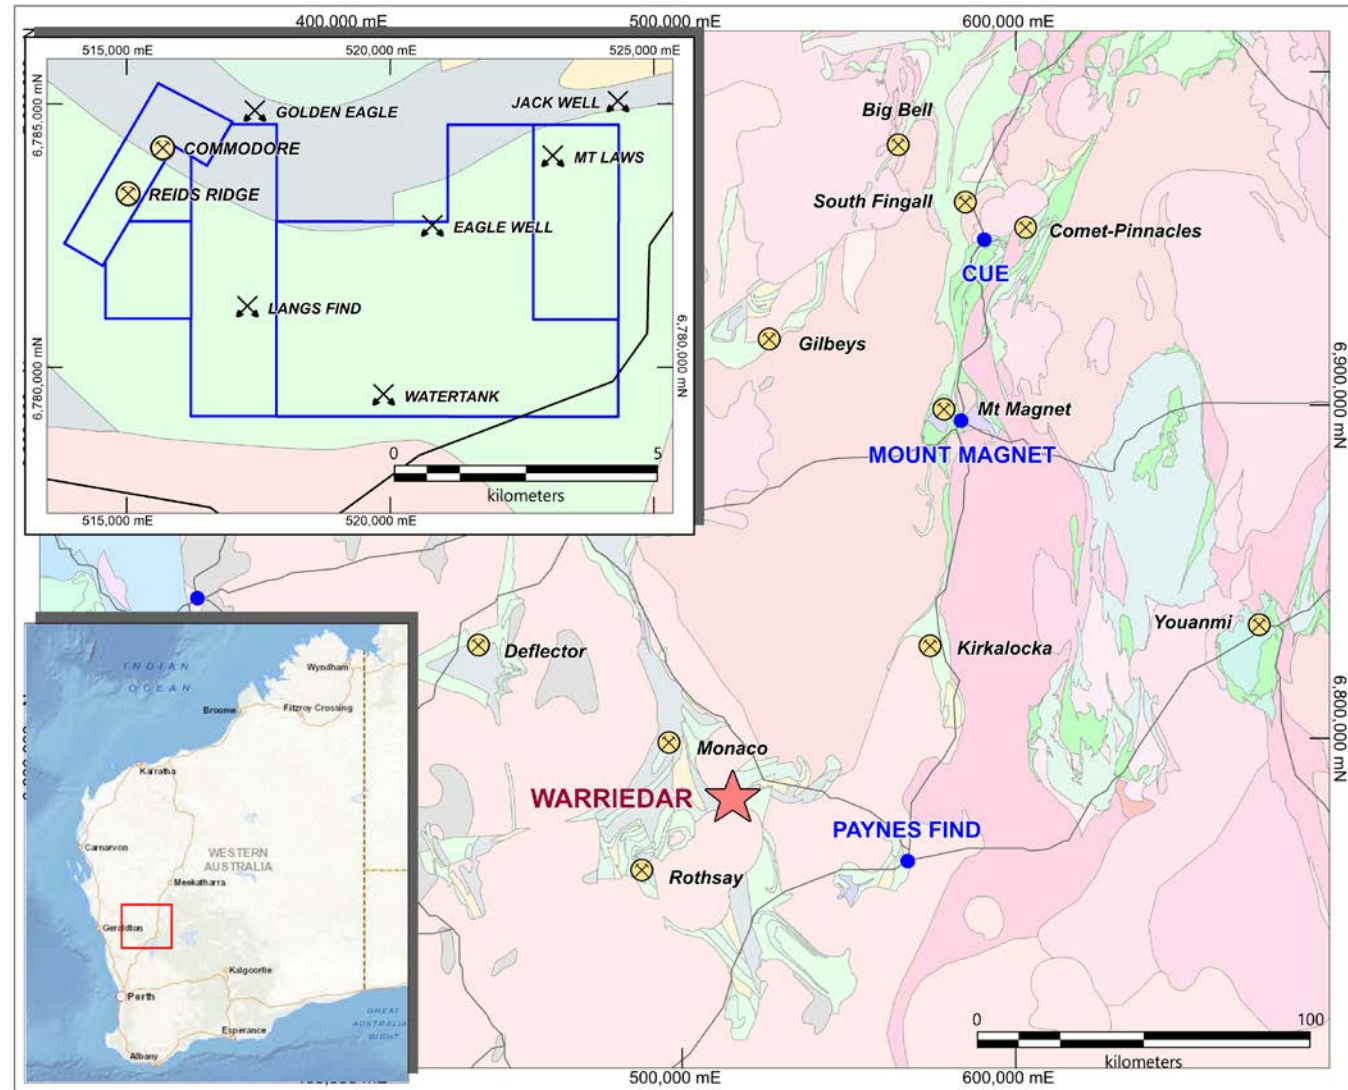 400,000 mE
500,000 mE
600,000 mE
515,000 mE
520,000 mE
525,000 mE
6,785,000 mN
GOLDEN EAGLE
JACK WELL
6,785,000 mN
COMMODORE
MT LAWS
REIDS RIDGE
EAGLE WELL
LANGS FIND
6,780,000 mN
6,780,000 mN
WATERTANK
0
5
kilometers
515,000 mE
520,000 mE
Big Bell
South Fingall
Comet-Pinnacles
CUE
Gilbeys
6,900,000 mN
Mt Magnet
MOUNT MAGNET
Youanmi
Deflector
Kirkalocka
6,800,000 mN
Monaco
WARRIEDAR
PAYNES FIND
Rothsay
INDIAN
OCEAN
Wyndham
Broome
Fitzroy Crossing
Karratha
Carnarvon
WESTERN
AUSTRALIA
Meekatharra
Geraldton
Kalgoorlie
Perth
Esperance
Albany
GREAT
AUSTRALIA
BIGHT
0
100
kilometers
500,000 mE
600,000 mE